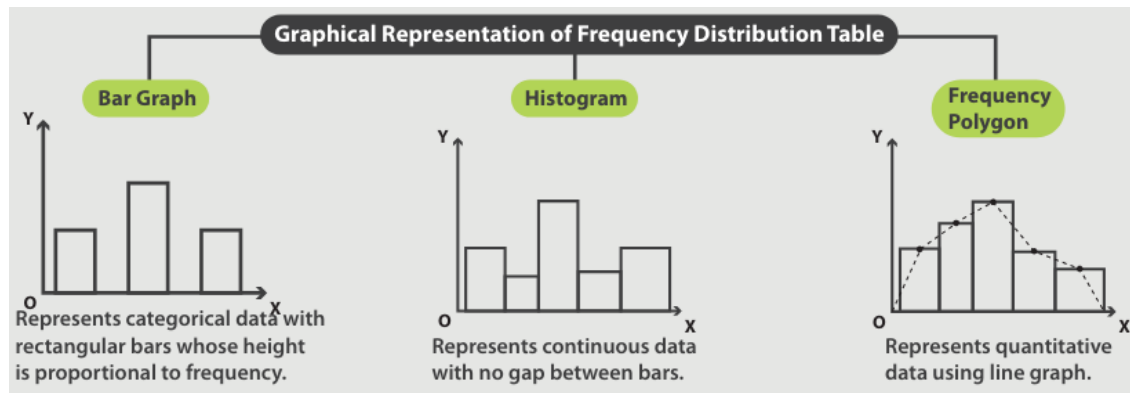 Graphical Representation of Frequency Distribution Table
Bar Graph
Y
O
X
Represents categorical data with
rectangular bars whose height
is proportional to frequency.
Histogram
Y
O
X
Represents continuous data
with no gap between bars.
Frequency
Polygon
Y
O
X
Represents quantitative
data using line graph.